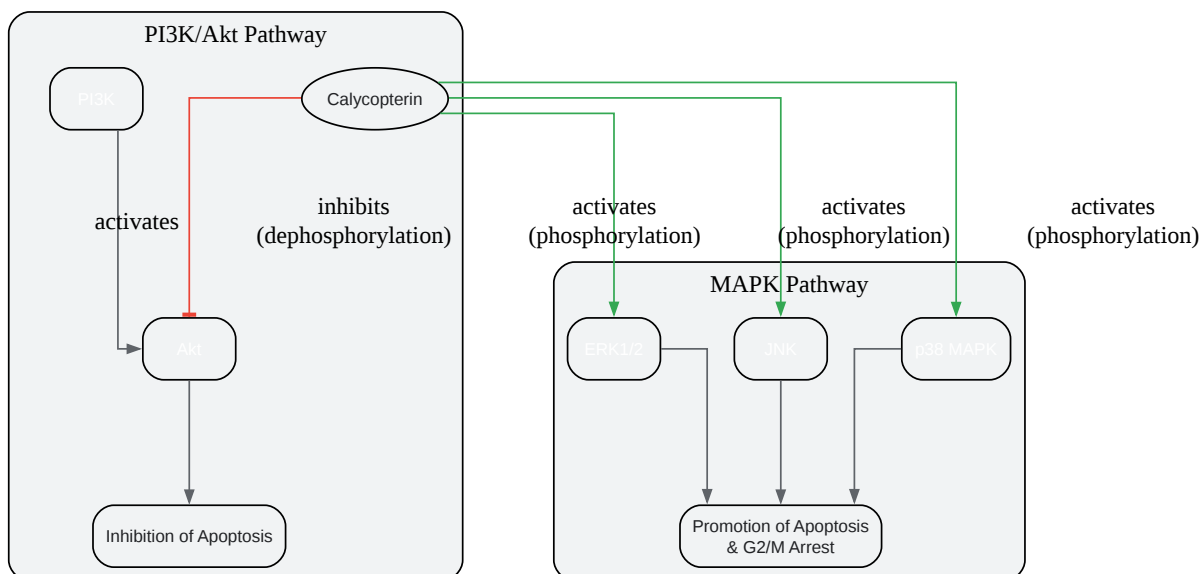 PI3K/Akt Pathway
PI3K
Calycopterin
activates
inhibits
(dephosphorylation)
activates
(phosphorylation)
activates
(phosphorylation)
activates
(phosphorylation)
MAPK Pathway
Akt
ERK1/2
JNK
p38 MAPK
Inhibition of Apoptosis
Promotion of Apoptosis
& G2/M Arrest